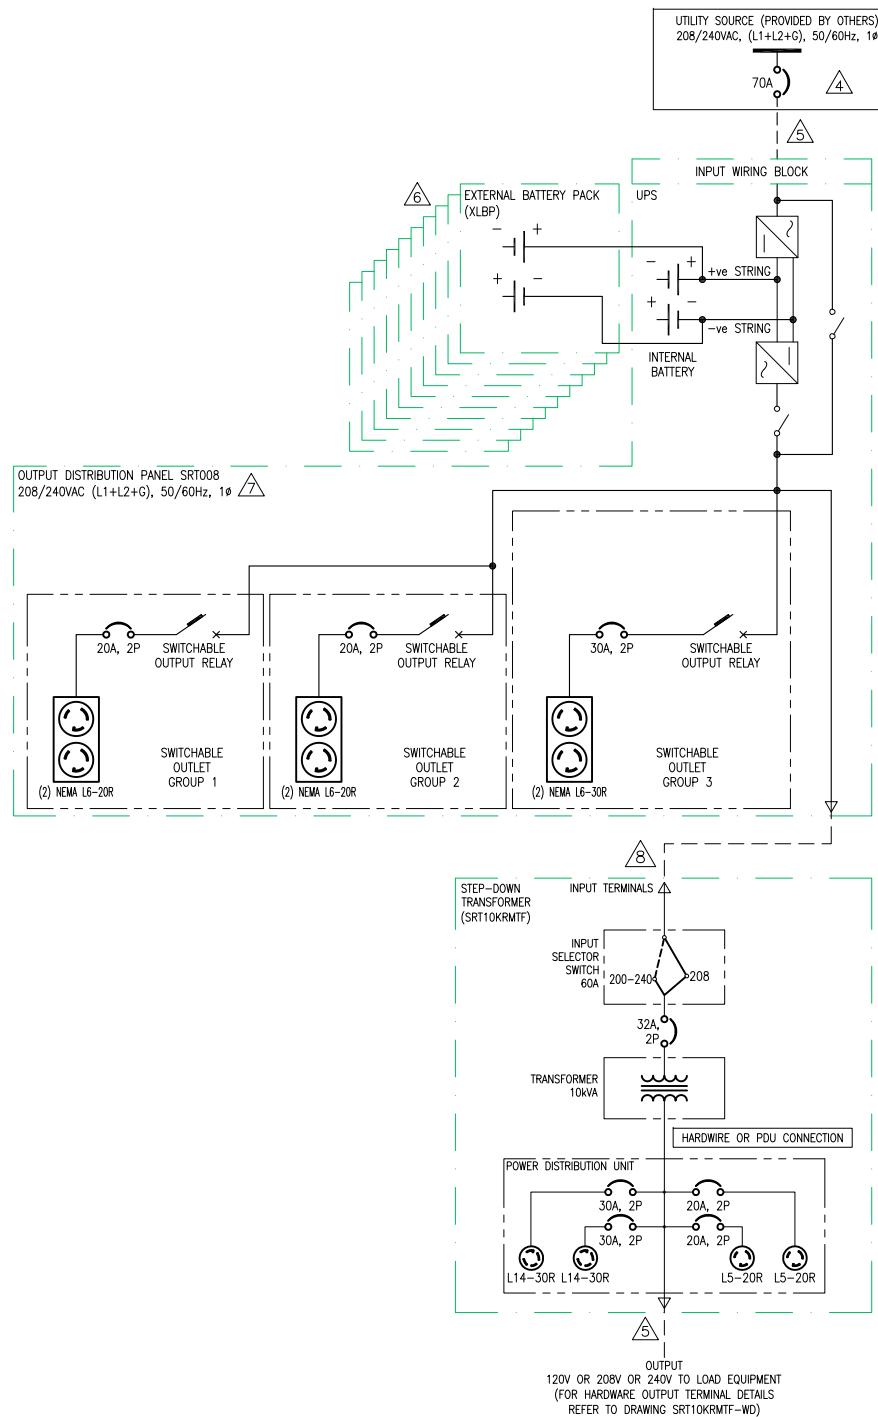 UTILITY SOURCE (PROVIDED BY OTHERS)
208/240VAC, (L1+L2+G), 50/60Hz, 1ø
70A
4
5
INPUT WIRING BLOCK
6
EXTERNAL BATTERY PACK
(XLBP)
UPS
- +
+ -
- +
+ -
+ve STRING
-ve STRING
INTERNAL
BATTERY
OUTPUT DISTRIBUTION PANEL SRT008
208/240VAC (L1+L2+G), 50/60Hz, 1ø
7
20A, 2P
SWITCHABLE
OUTPUT RELAY
SWITCHABLE
OUTLET
GROUP 1
(2) NEMA L6-20R
20A, 2P
SWITCHABLE
OUTPUT RELAY
SWITCHABLE
OUTLET
GROUP 2
(2) NEMA L6-20R
30A, 2P
SWITCHABLE
OUTPUT RELAY
SWITCHABLE
OUTLET
GROUP 3
(2) NEMA L6-30R
8
STEP-DOWN
TRANSFORMER
(SRT10KRMTF)
INPUT TERMINALS
INPUT
SELECTOR
SWITCH
60A
200-240
208
32A,
2P
TRANSFORMER
10kVA
HARDWIRE OR PDU CONNECTION
POWER DISTRIBUTION UNIT
30A, 2P
20A, 2P
30A, 2P
20A, 2P
L14-30R
L14-30R
L5-20R
L5-20R
5
OUTPUT
120V OR 208V OR 240V TO LOAD EQUIPMENT
(FOR HARDWARE OUTPUT TERMINAL DETAILS
REFER TO DRAWING SRT10KRMTF-WD)